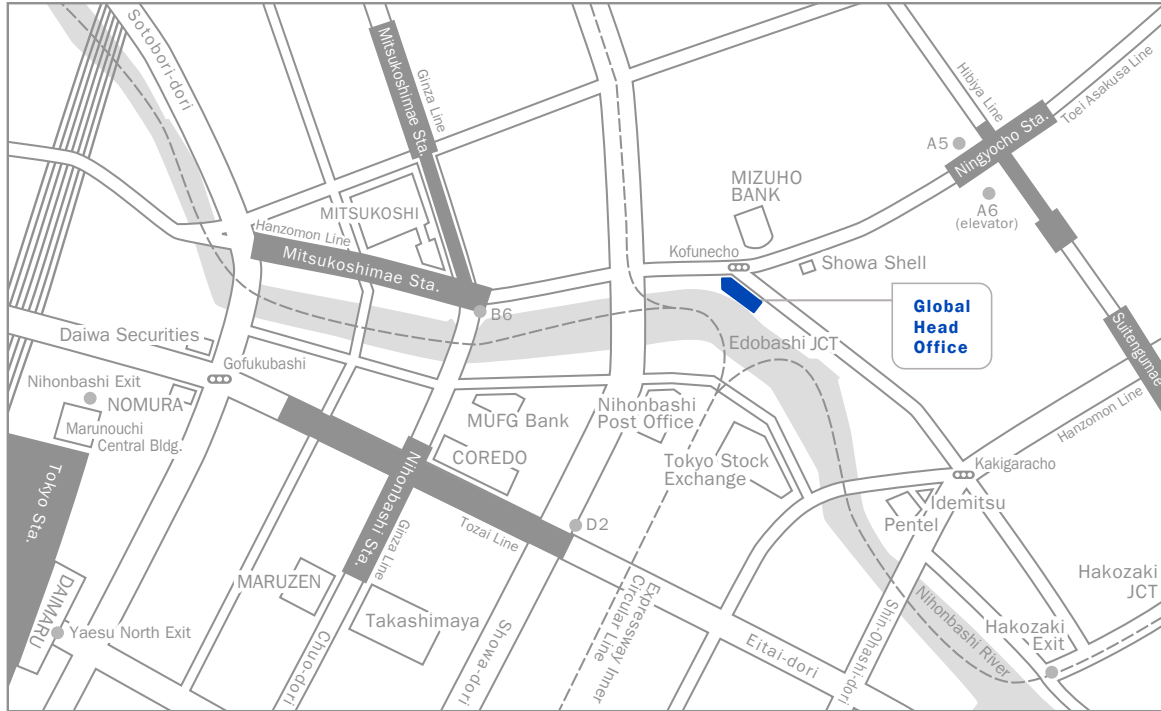 Sotobori-dori
Mitsukoshimae Sta.
Ginza Line
Hibiya Line
Toei Asakusa Line
A5
Ningyocho Sta.
A6
(elevator)
MIZUHO
BANK
MITSUKOSHI
Hanzomon Line
Mitsukoshimae Sta.
Kofunecho
Showa Shell
B6
Global
Head
Office
Suitengumae
Daiwa Securities
Gofukubashi
Edobashi JCT
Nihonbashi Exit
NOMURA
Marunouchi
Central Bldg.
MUFG Bank
Nihonbashi
Post Office
Hanzomon Line
COREDO
Tokyo Stock
Exchange
Kakigaracho
Idemitsu
Pentel
Tokyo Sta.
Nihonbashi Sta.
Ginza Line
Tozai Line
D2
MARUZEN
DAIMARU
Takashimaya
Yaesu North Exit
Chuo-dori
Showa-dori
Expressway Inner
Circular Line
Eitai-dori
Shin-Ohashi-dori
Nihonbashi River
Hakozaki
JCT
Hakozaki
Exit